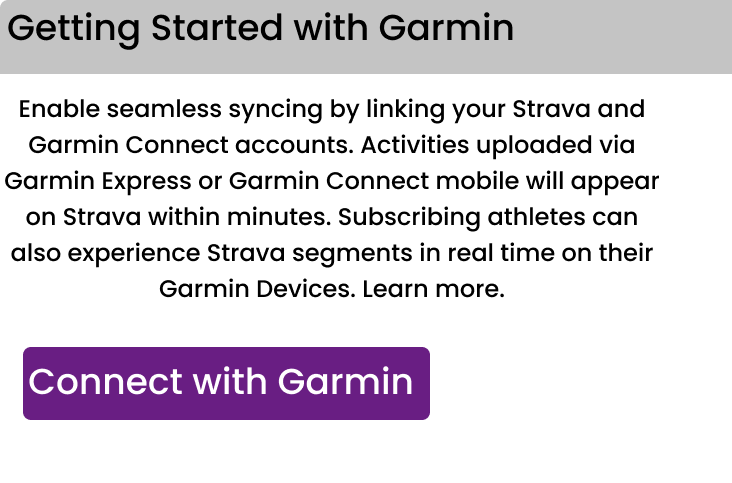 Getting Started with Garmin
Enable seamless syncing by linking your Strava and
Garmin Connect accounts. Activities uploaded via
Garmin Express or Garmin Connect mobile will appear
on Strava within minutes. Subscribing athletes can
also experience Strava segments in real time on their
Garmin Devices. Learn more.
Connect with Garmin